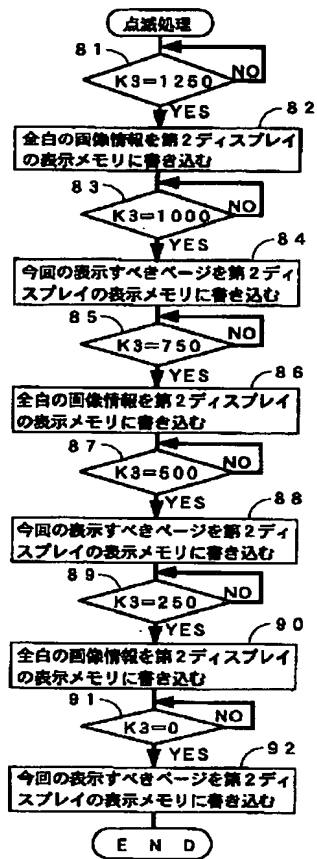 点滅処理
81
K3=1250
NO
YES
82
全白の画像情報を第2ディスプレイ
の表示メモリに書き込む
83
K3=1000
NO
YES
84
今回の表示すべきページを第2ディ
スプレイの表示メモリに書き込む
85
K3=750
NO
YES
86
全白の画像情報を第2ディスプレイ
の表示メモリに書き込む
87
K3=500
NO
YES
88
今回の表示すべきページを第2ディ
スプレイの表示メモリに書き込む
89
K3=250
NO
YES
90
全白の画像情報を第2ディスプレイ
の表示メモリに書き込む
91
K3=0
NO
YES
92
今回の表示すべきページを第2ディ
スプレイの表示メモリに書き込む
END